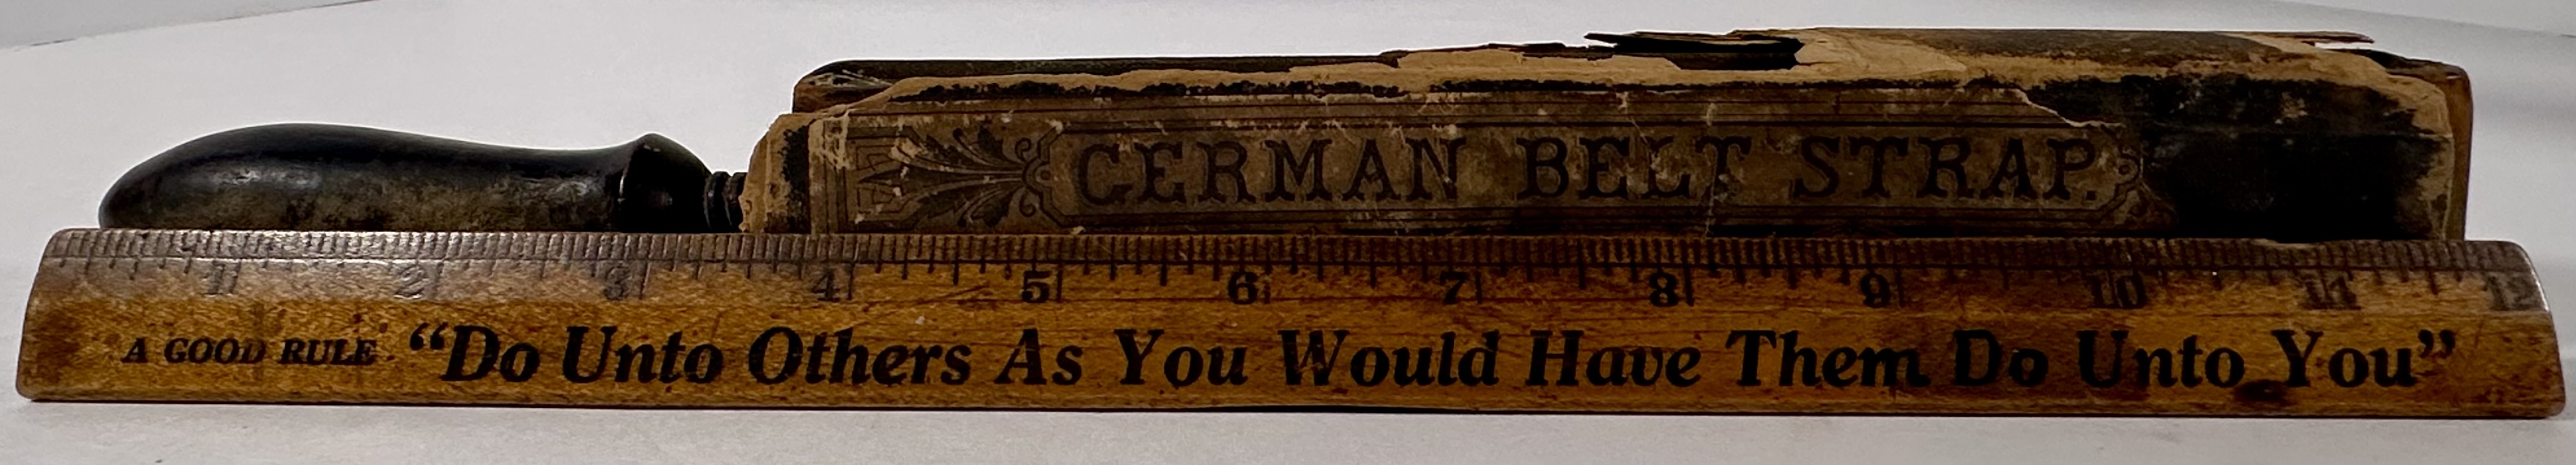 GERMAN BELT STRAP.
1 2 3 4 5 6 7 8 9 10 11 12
A GOOD RULE "Do Unto Others As You Would Have Them Do Unto You"